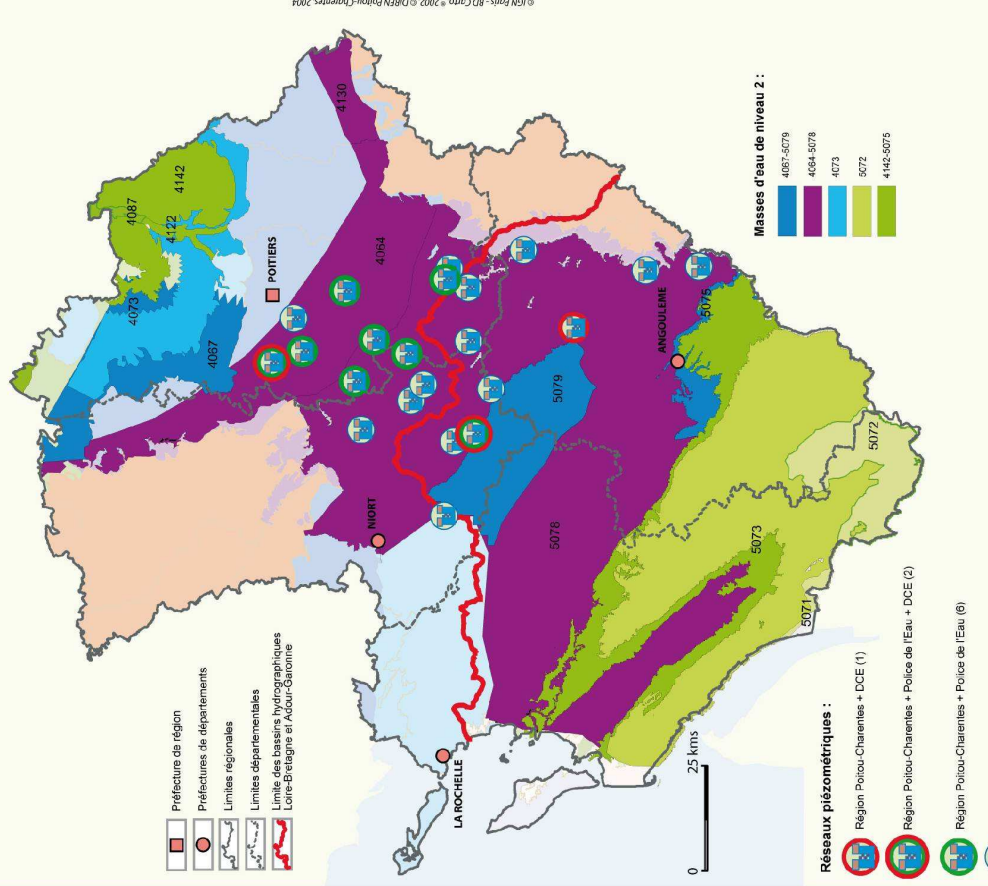 © IGN Paris - BD Carto ® 2002, © DIREN Poitou-Charentes 2004
Préfecture de région
Préfectures de départements
Limites régionales
Limites départementales
Limite des bassins hydrographiques
Loire-Bretagne et Adour-Garonne
4130
4142
4087
4122
4073
4067
POITIERS
4064
NIORT
LA ROCHELLE
5079
5078
ANGOULEME
5075
5073
5072
5071
Masses d'eau de niveau 2 :
4067-5079
4064-5078
4073
5072
4142-5075
0
25 kms
Réseaux piézométriques :
Région Poitou-Charentes + DCE (1)
Région Poitou-Charentes + Police de l'Eau + DCE (2)
Région Poitou-Charentes + Police de l'Eau (6)